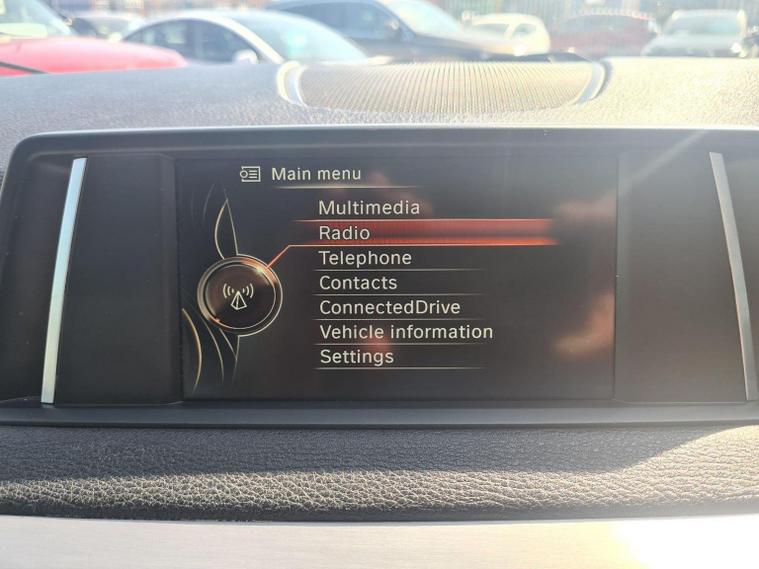 Main menu
Multimedia
Radio
Telephone
Contacts
ConnectedDrive
Vehicle information
Settings